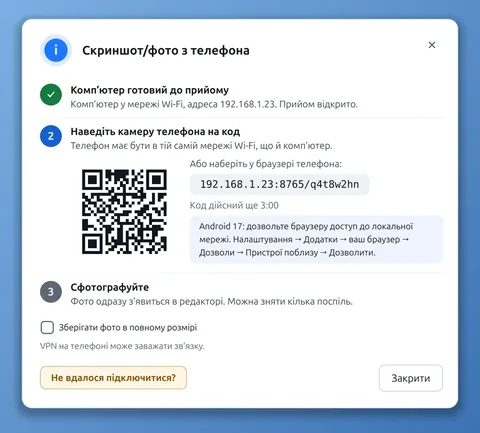 Скриншот/фото з телефона
Комп’ютер готовий до прийому
Комп’ютер у мережі Wi-Fi, адреса 192.168.1.23. Прийом відкрито.
2
Наведіть камеру телефона на код
Телефон має бути в тій самій мережі Wi-Fi, що й комп’ютер.
Або наберіть у браузері телефона:
192.168.1.23:8765/q4t8w2hn
Код дійсний ще 3:00
Android 17: дозвольте браузеру доступ до локальної
мережі. Налаштування → Додатки → ваш браузер →
Дозволи → Пристрої поблизу → Дозволити.
3
Сфотографуйте
Фото одразу з’явиться в редакторі. Можна зняти кілька поспіль.
Зберігати фото в повному розмірі
VPN на телефоні може заважати зв’язку.
Не вдалося підключитися?
Закрити